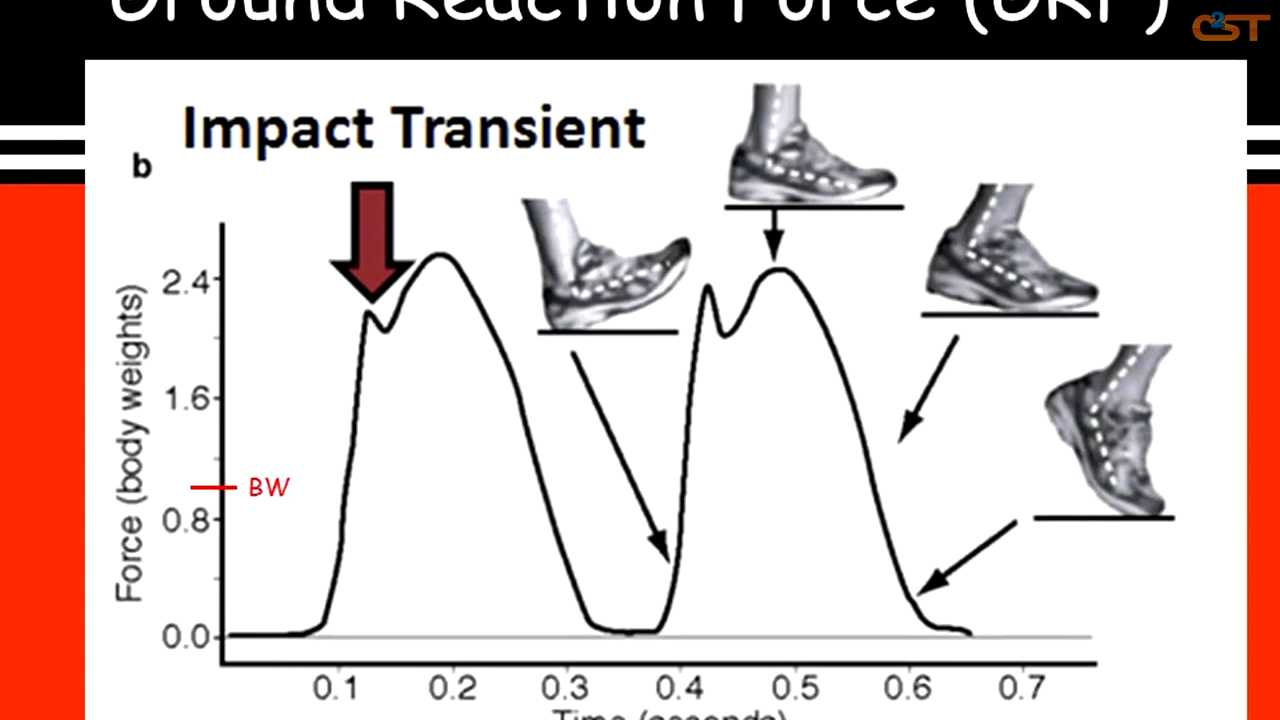 Ground Reaction Force (GRF)
C2ST
Impact Transient
b
Force (body weights)
2.4
1.6
BW
0.8
0.0
0.1 0.2 0.3 0.4 0.5 0.6 0.7
Time (seconds)